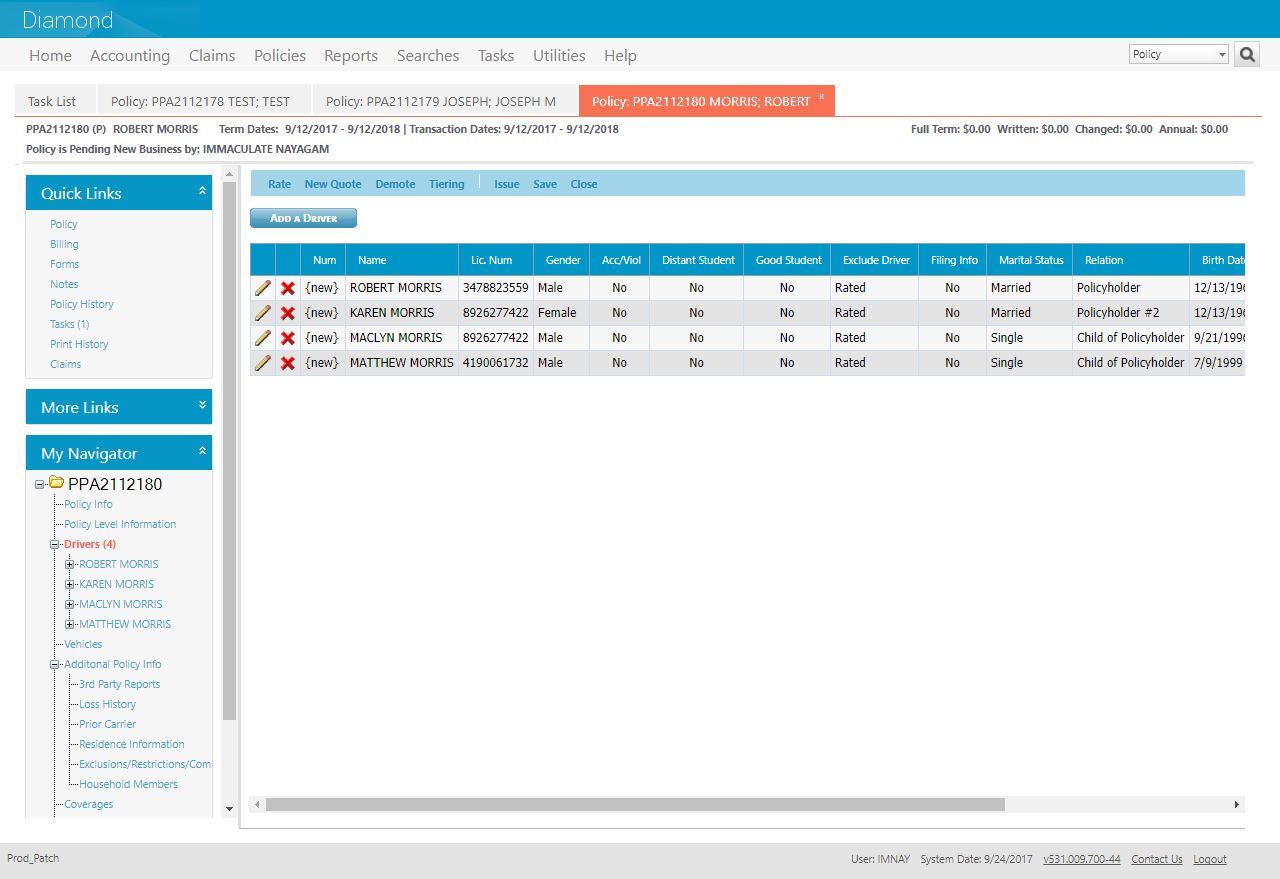 Diamond
Home Accounting Claims Policies Reports Searches Tasks Utilities Help Policy
Task List Policy: PPA2112178 TEST; TEST Policy: PPA2112179 JOSEPH; JOSEPH M Policy: PPA2112180 MORRIS; ROBERT x
PPA2112180 (P) ROBERT MORRIS Term Dates: 9/12/2017 - 9/12/2018 | Transaction Dates: 9/12/2017 - 9/12/2018 Full Term: $0.00 Written: $0.00 Changed: $0.00 Annual: $0.00
Policy is Pending New Business by: IMMACULATE NAYAGAM
Quick Links
Policy
Billing
Forms
Notes
Policy History
Tasks (1)
Print History
Claims
More Links
My Navigator
PPA2112180
Policy Info
Policy Level Information
Drivers (4)
ROBERT MORRIS
KAREN MORRIS
MACLYN MORRIS
MATTHEW MORRIS
Vehicles
Additonal Policy Info
3rd Party Reports
Loss History
Prior Carrier
Residence Information
Exclusions/Restrictions/Com
Household Members
Coverages
Rate New Quote Demote Tiering Issue Save Close
ADD A DRIVER
Num Name Lic. Num Gender Acc/Viol Distant Student Good Student Exclude Driver Filing Info Marital Status Relation Birth Date
{new} ROBERT MORRIS 3478823559 Male No No No Rated No Married Policyholder 12/13/196
{new} KAREN MORRIS 8926277422 Female No No No Rated No Married Policyholder #2 12/13/196
{new} MACLYN MORRIS 8926277422 Male No No No Rated No Single Child of Policyholder 9/21/1996
{new} MATTHEW MORRIS 4190061732 Male No No No Rated No Single Child of Policyholder 7/9/1999
Prod_Patch User: IMNAY System Date: 9/24/2017 v531.009.700-44 Contact Us Logout